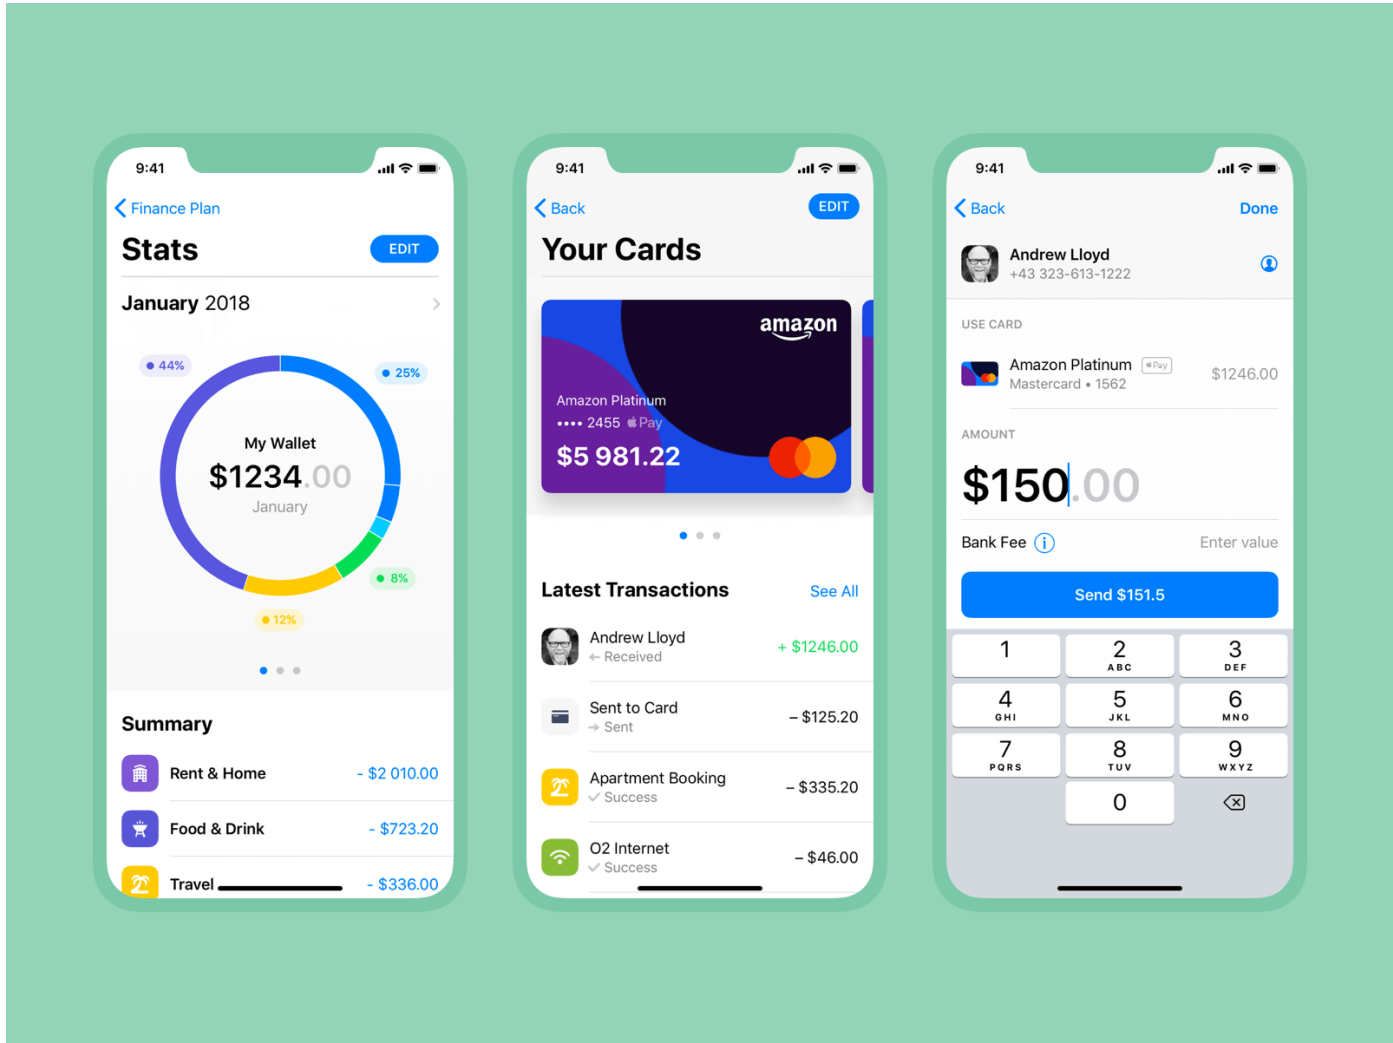 9:41
Finance Plan
Stats
EDIT
January 2018
44%
25%
My Wallet
$1234.00
January
8%
12%
Summary
Rent & Home
- $2 010.00
Food & Drink
- $723.20
Travel
- $336.00
9:41
Back
EDIT
Your Cards
amazon
Amazon Platinum
•••• 2455 Pay
$5 981.22
Latest Transactions
See All
Andrew Lloyd
Received
+ $1246.00
Sent to Card
Sent
– $125.20
Apartment Booking
Success
– $335.20
O2 Internet
Success
– $46.00
9:41
Back
Done
Andrew Lloyd
+43 323-613-1222
USE CARD
Amazon Platinum Pay
Mastercard • 1562
$1246.00
AMOUNT
$150.00
Bank Fee i
Enter value
Send $151.5
1
2
ABC
3
DEF
4
GHI
5
JKL
6
MNO
7
PQRS
8
TUV
9
WXYZ
0